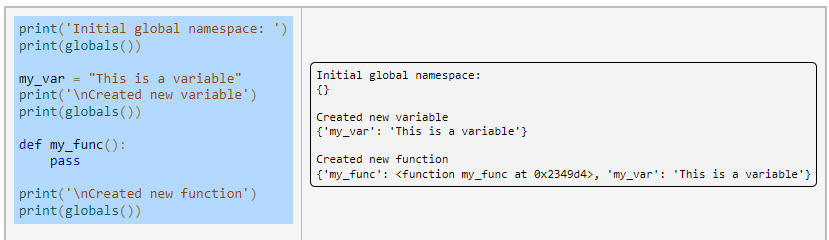 print('Initial global namespace: ')
print(globals())
my_var = "This is a variable"
print('\nCreated new variable')
print(globals())
def my_func():
    pass
print('\nCreated new function')
print(globals())
Initial global namespace:
{}
Created new variable
{'my_var': 'This is a variable'}
Created new function
{'my_func': <function my_func at 0x2349d4>, 'my_var': 'This is a variable'}